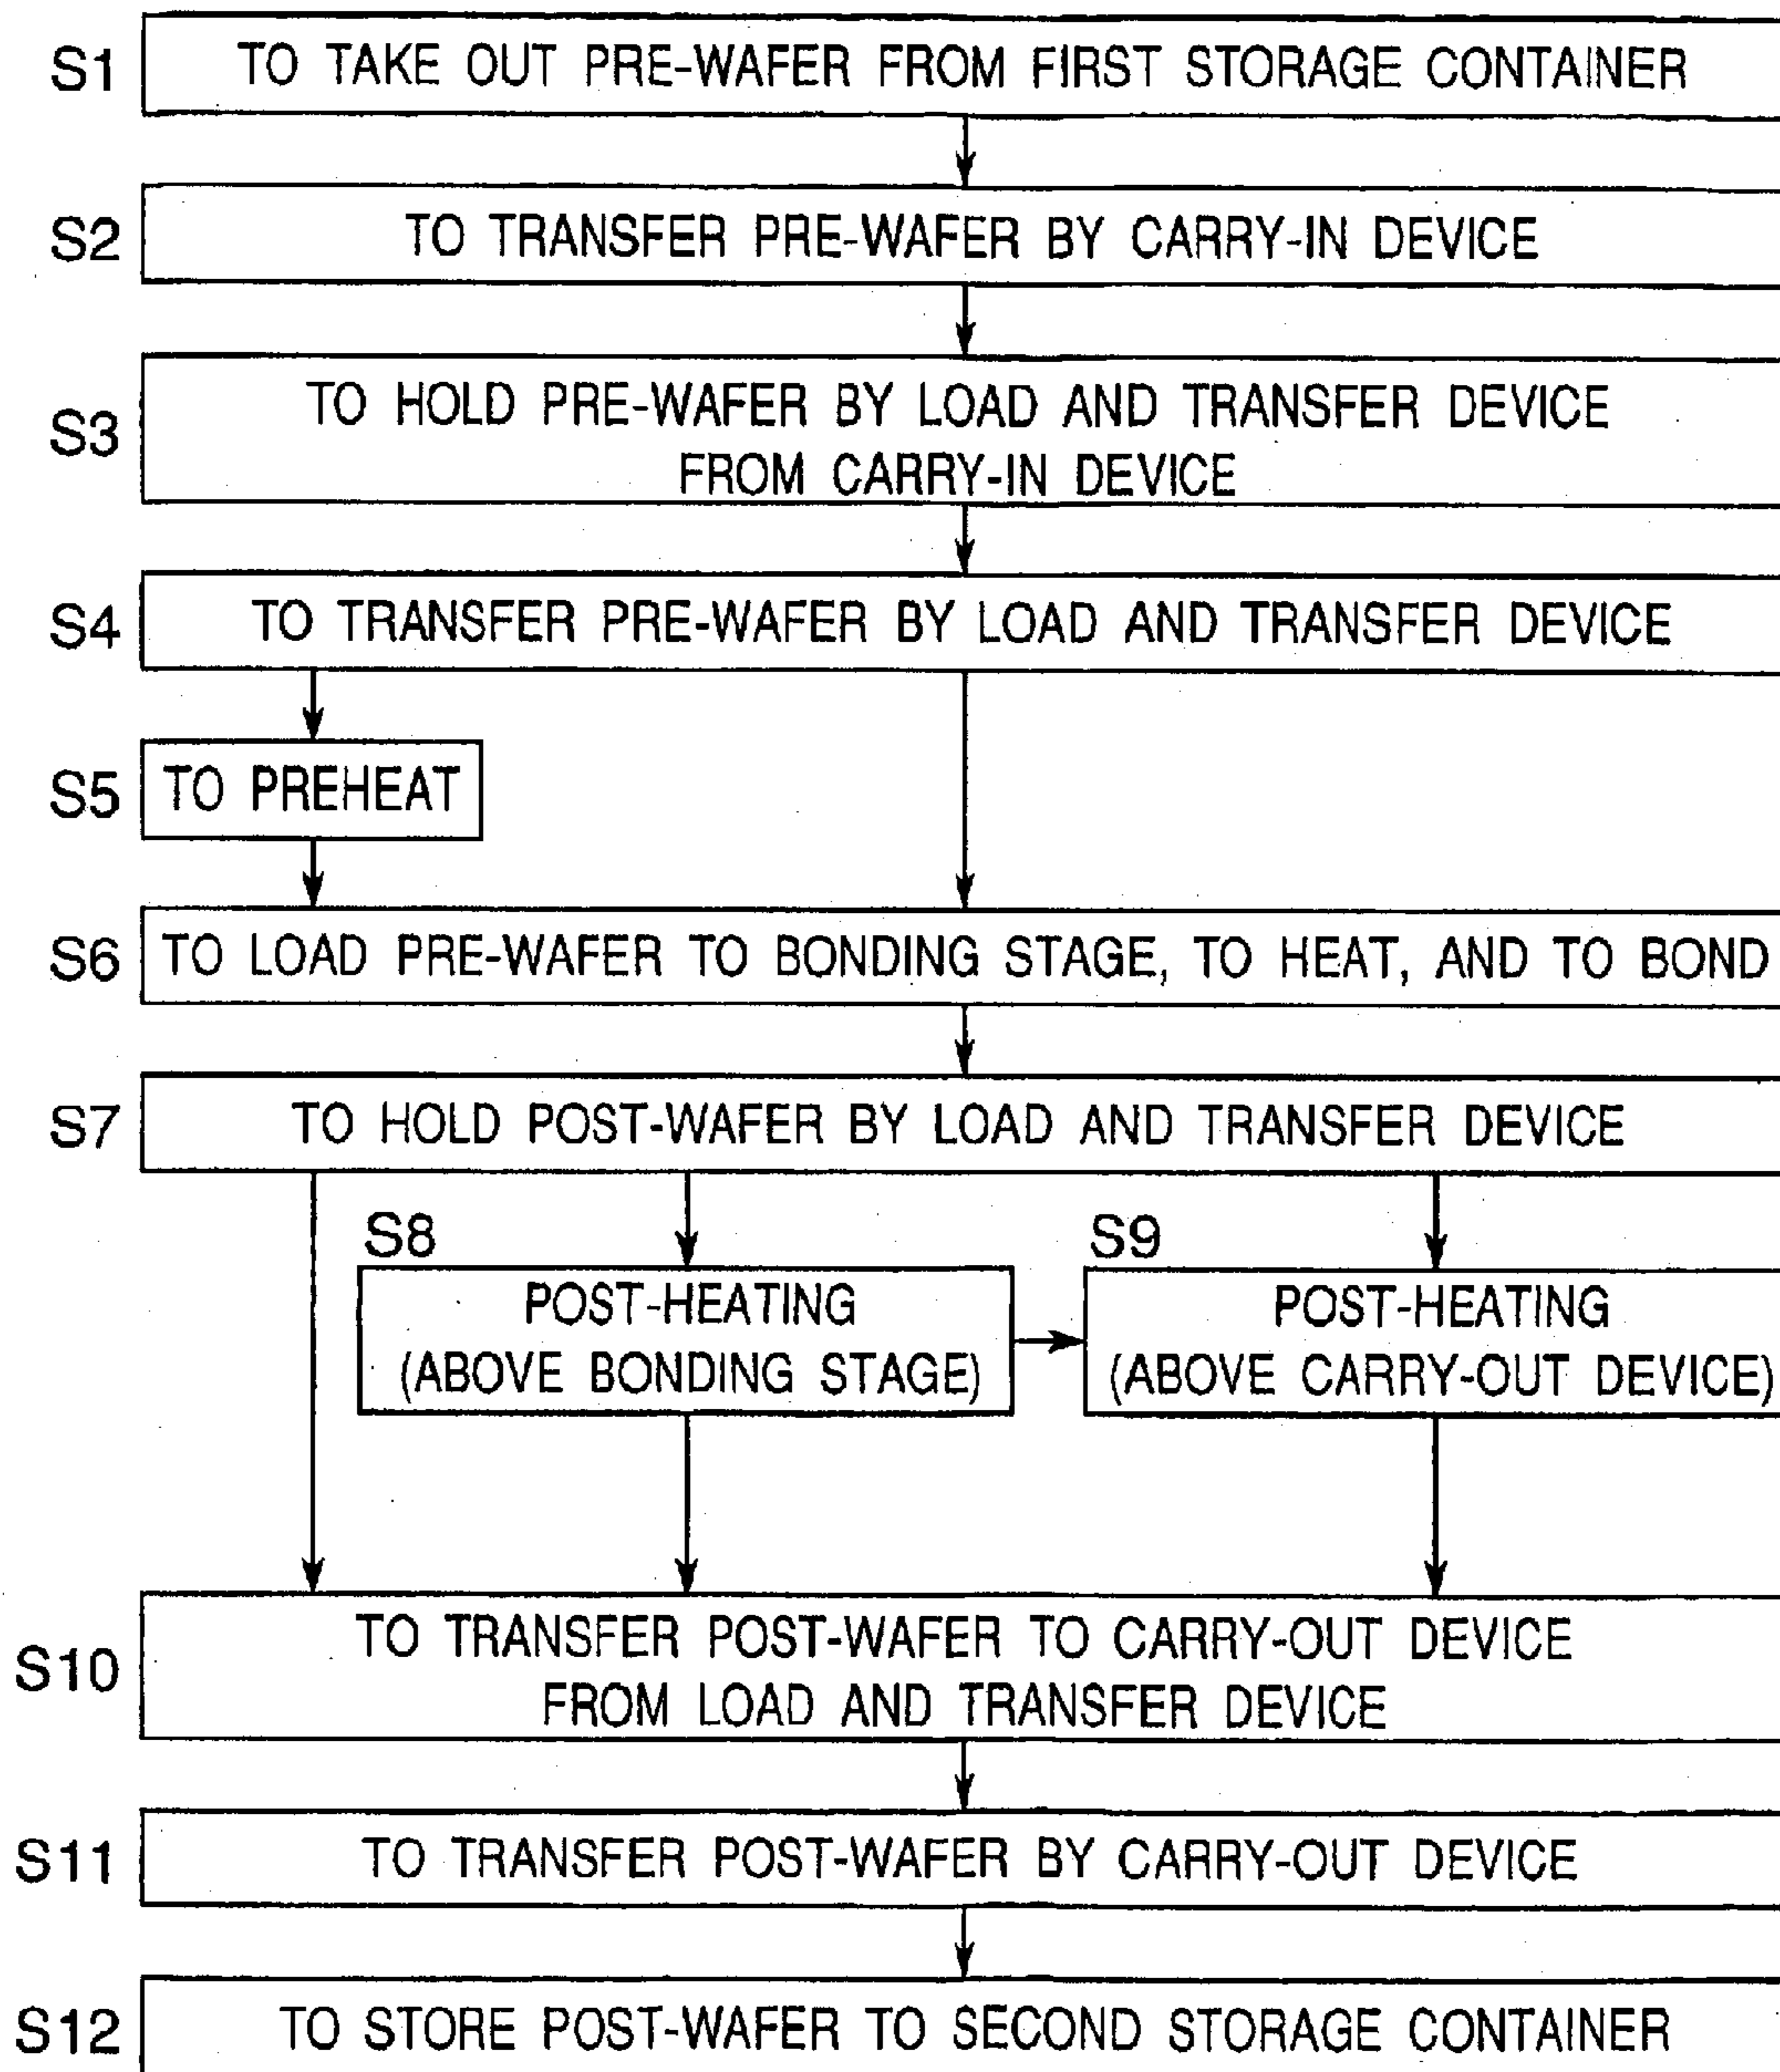 S1 TO TAKE OUT PRE-WAFER FROM FIRST STORAGE CONTAINER
S2 TO TRANSFER PRE-WAFER BY CARRY-IN DEVICE
S3 TO HOLD PRE-WAFER BY LOAD AND TRANSFER DEVICE
FROM CARRY-IN DEVICE
S4 TO TRANSFER PRE-WAFER BY LOAD AND TRANSFER DEVICE
S5 TO PREHEAT
S6 TO LOAD PRE-WAFER TO BONDING STAGE, TO HEAT, AND TO BOND
S7 TO HOLD POST-WAFER BY LOAD AND TRANSFER DEVICE
S8
POST-HEATING
(ABOVE BONDING STAGE)
S9
POST-HEATING
(ABOVE CARRY-OUT DEVICE)
S10 TO TRANSFER POST-WAFER TO CARRY-OUT DEVICE
FROM LOAD AND TRANSFER DEVICE
S11 TO TRANSFER POST-WAFER BY CARRY-OUT DEVICE
S12 TO STORE POST-WAFER TO SECOND STORAGE CONTAINER